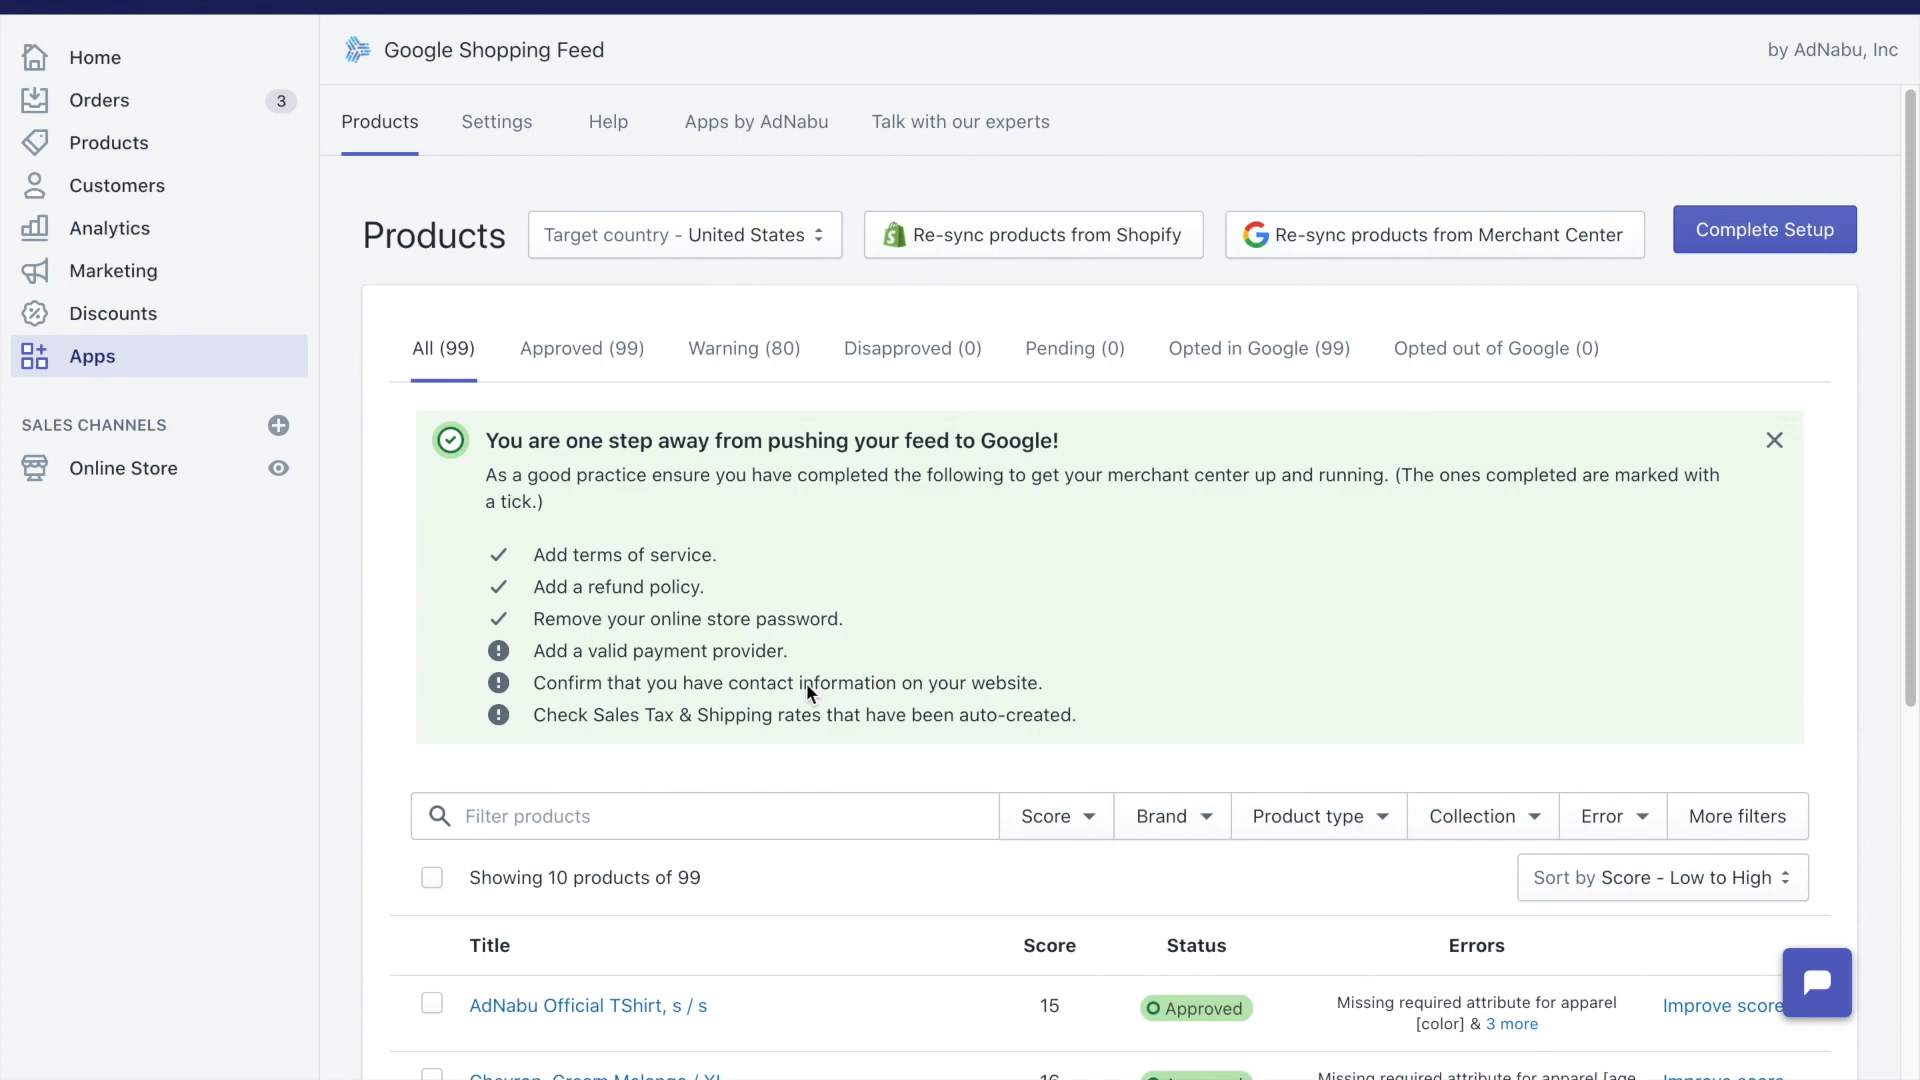 Home
Orders 3
Products
Customers
Analytics
Marketing
Discounts
Apps
SALES CHANNELS
Online Store
Google Shopping Feed
by AdNabu, Inc
Products Settings Help Apps by AdNabu Talk with our experts
Products Target country - United States Re-sync products from Shopify Re-sync products from Merchant Center Complete Setup
All (99) Approved (99) Warning (80) Disapproved (0) Pending (0) Opted in Google (99) Opted out of Google (0)
You are one step away from pushing your feed to Google!
As a good practice ensure you have completed the following to get your merchant center up and running. (The ones completed are marked with
a tick.)
Add terms of service.
Add a refund policy.
Remove your online store password.
Add a valid payment provider.
Confirm that you have contact information on your website.
Check Sales Tax & Shipping rates that have been auto-created.
Filter products Score Brand Product type Collection Error More filters
Showing 10 products of 99 Sort by Score - Low to High
Title Score Status Errors
AdNabu Official TShirt, s / s 15 Approved Missing required attribute for apparel Improve score
[color] & 3 more
Chevron, Cream Melange / XL 16 Missing required attribute for apparel [age Improve score